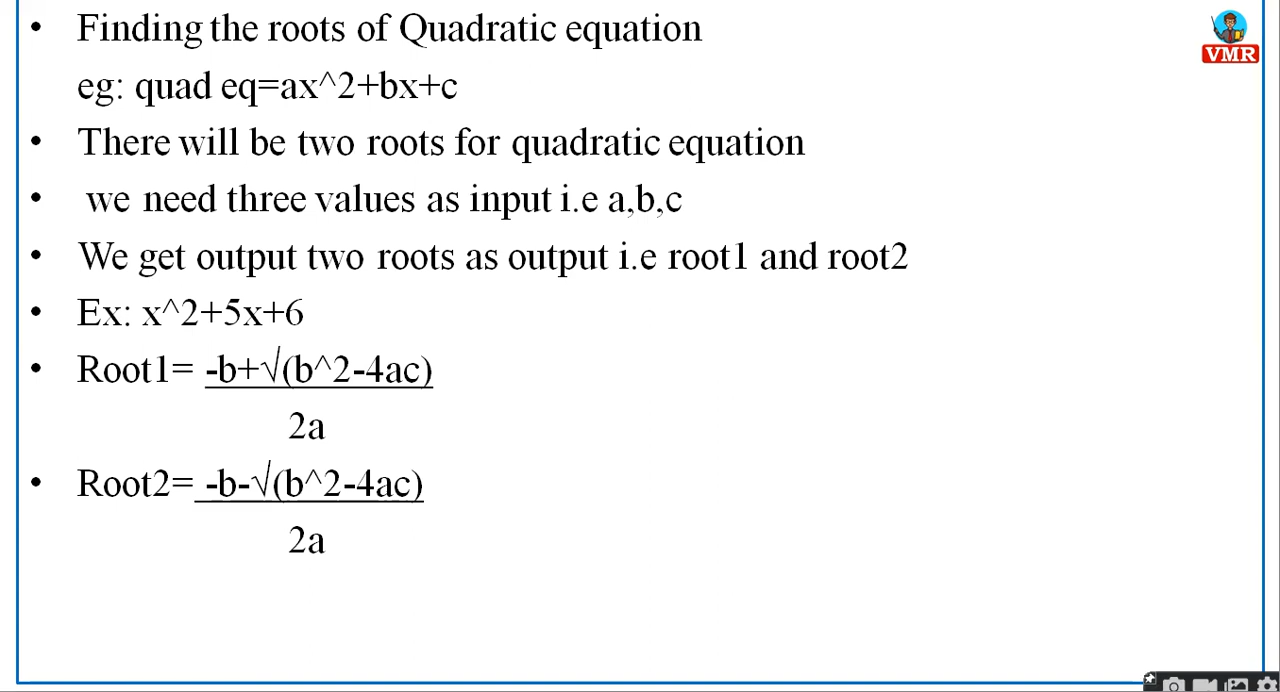 • Finding the roots of Quadratic equation
eg: quad eq=ax^2+bx+c
• There will be two roots for quadratic equation
• we need three values as input i.e a,b,c
• We get output two roots as output i.e root1 and root2
• Ex: x^2+5x+6
• Root1= -b+√(b^2-4ac)
2a
• Root2= -b-√(b^2-4ac)
2a
VMR